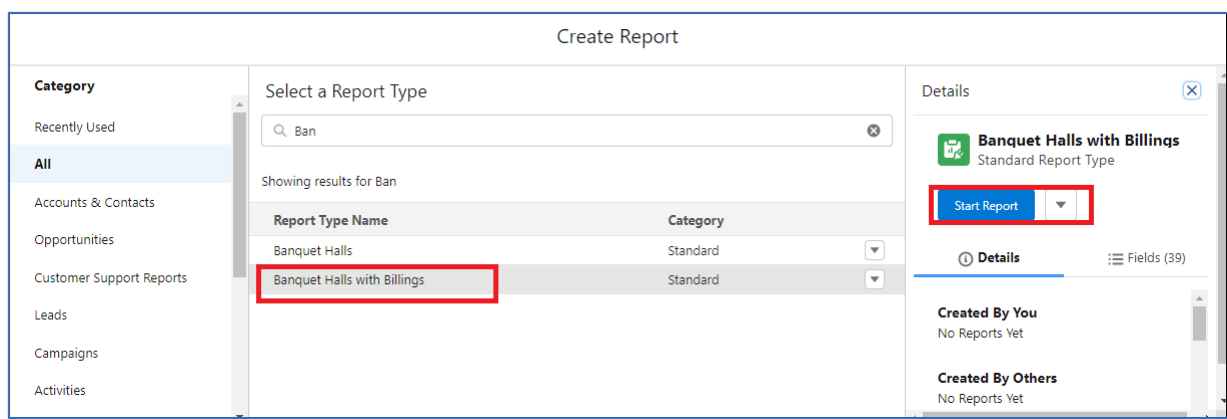 Create Report
Category
Recently Used
All
Accounts & Contacts
Opportunities
Customer Support Reports
Leads
Campaigns
Activities
Select a Report Type
Ban
Showing results for Ban
Report Type Name Category
Banquet Halls Standard
Banquet Halls with Billings Standard
Details
Banquet Halls with Billings
Standard Report Type
Start Report
Details Fields (39)
Created By You
No Reports Yet
Created By Others
No Reports Yet